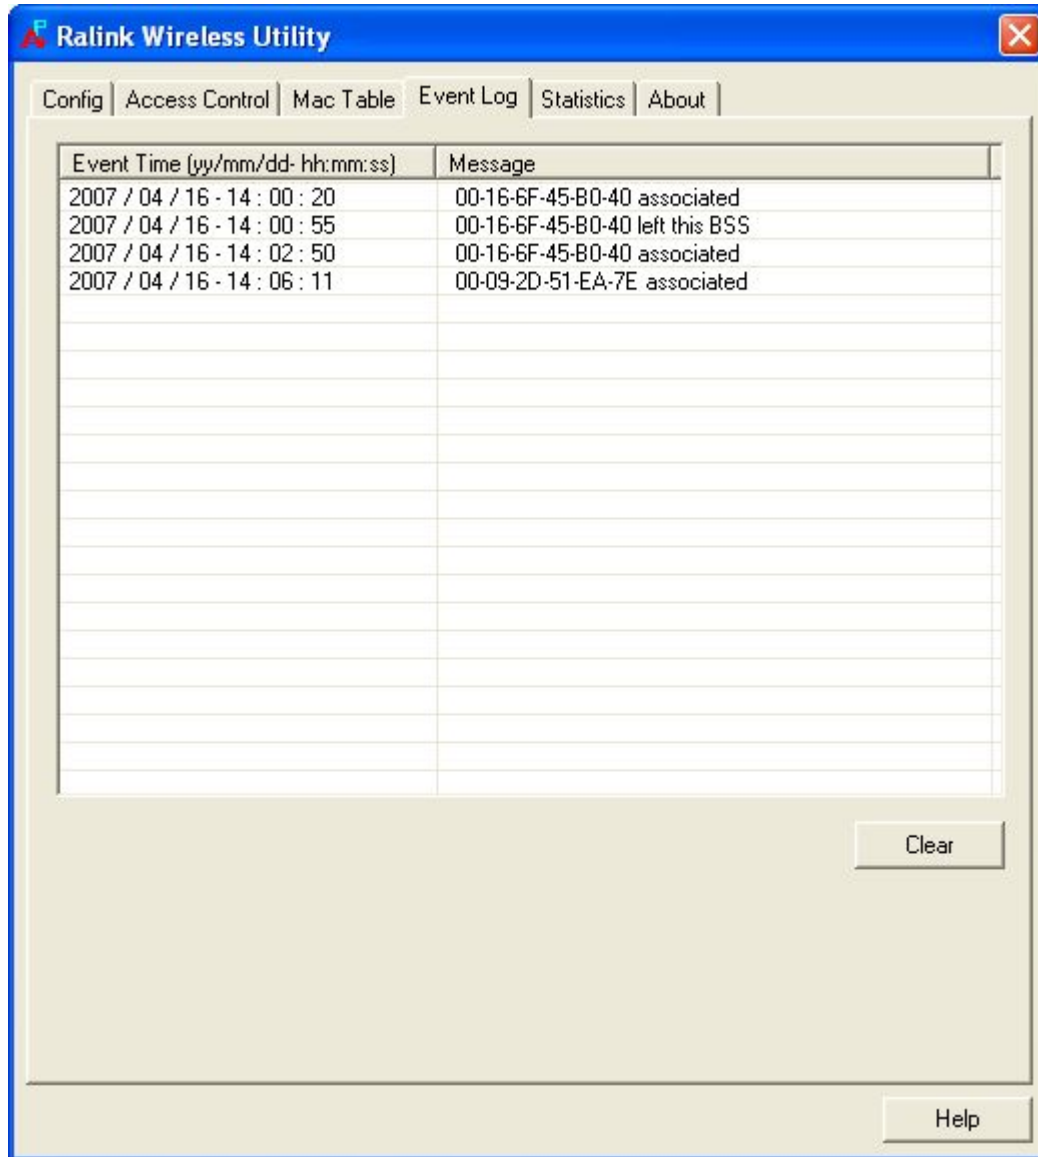 Ralink Wireless Utility
Config Access Control Mac Table Event Log Statistics About
Event Time (yy/mm/dd- hh:mm:ss) Message
2007 / 04 / 16 - 14 : 00 : 20 00-16-6F-45-B0-40 associated
2007 / 04 / 16 - 14 : 00 : 55 00-16-6F-45-B0-40 left this BSS
2007 / 04 / 16 - 14 : 02 : 50 00-16-6F-45-B0-40 associated
2007 / 04 / 16 - 14 : 06 : 11 00-09-2D-51-EA-7E associated
Clear
Help